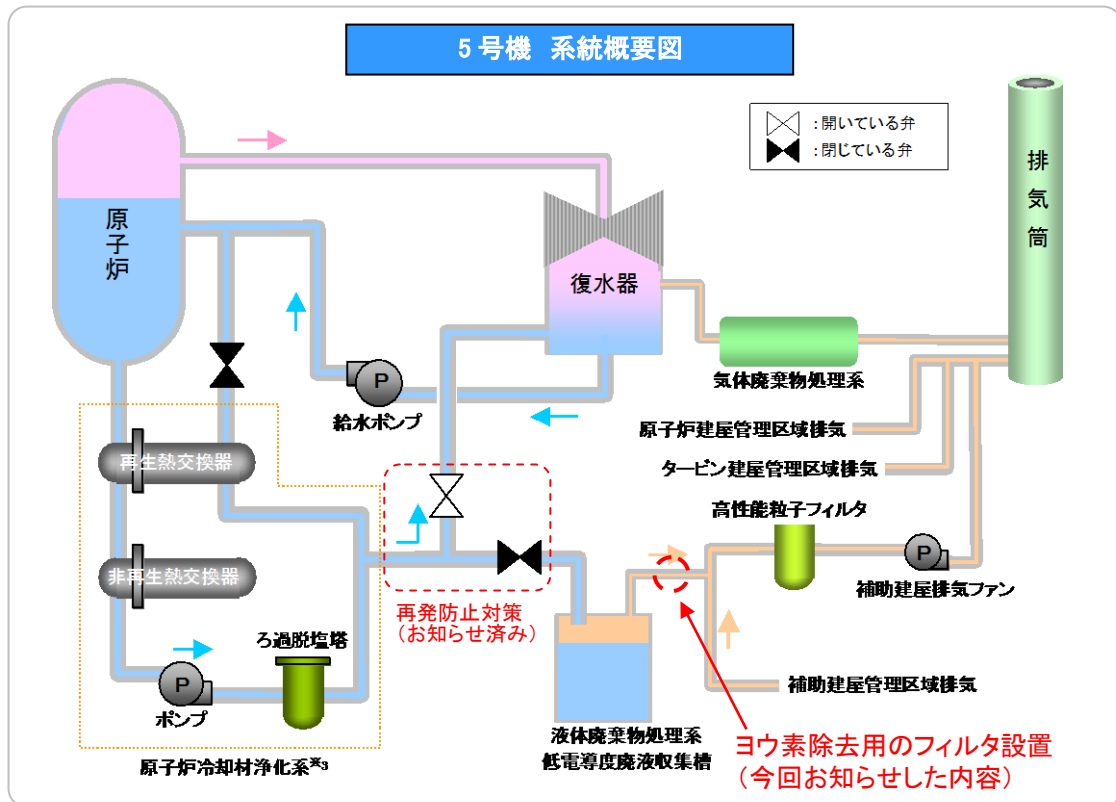 5号機 系統概要図
:開いている弁
:閉じている弁
排気筒
原子炉
復水器
気体廃棄物処理系
P
給水ポンプ
原子炉建屋管理区域排気
タービン建屋管理区域排気
高性能粒子フィルタ
再生熱交換器
P
補助建屋排気ファン
非再生熱交換器
再発防止対策
(お知らせ済み)
ろ過脱塩塔
P
ポンプ
補助建屋管理区域排気
液体廃棄物処理系
低電導度廃液収集槽
ヨウ素除去用のフィルタ設置
(今回お知らせした内容)
原子炉冷却材浄化系※3